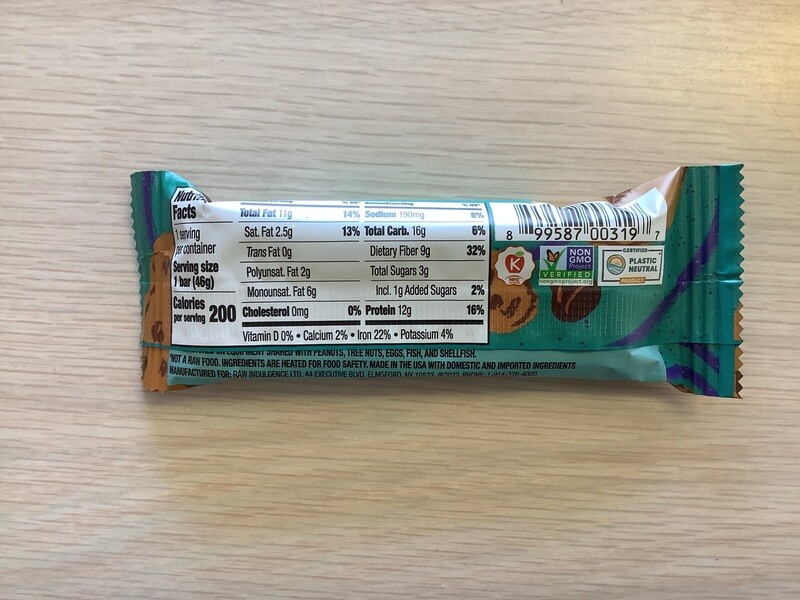 Nutri
Facts
1 serving
per container
Serving size
1 bar (46g)
Calories
per serving 200
Total Fat 11g 14%
Sat. Fat 2.5g 13%
Trans Fat 0g
Polyunsat. Fat 2g
Monounsat. Fat 6g
Cholesterol 0mg 0%
Sodium 190mg 8%
Total Carb. 16g 6%
Dietary Fiber 9g 32%
Total Sugars 3g
Incl. 1g Added Sugars 2%
Protein 12g 16%
Vitamin D 0% • Calcium 2% • Iron 22% • Potassium 4%
8 99587 00319 7
K
NON
GMO
Project
VERIFIED
nongmoproject.org
CERTIFIED
PLASTIC
NEUTRAL
PRODUCT
ON EQUIPMENT SHARED WITH PEANUTS, TREE NUTS, EGGS, FISH, AND SHELLFISH.
*NOT A RAW FOOD. INGREDIENTS ARE HEATED FOR FOOD SAFETY. MADE IN THE USA WITH DOMESTIC AND IMPORTED INGREDIENTS.
MANUFACTURED FOR: RAW INDULGENCE LTD. 44 EXECUTIVE BLVD, ELMSFORD, NY 10523